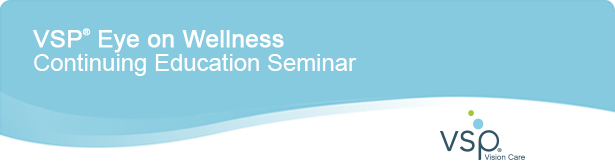 VSP® Eye on Wellness
Continuing Education Seminar
vsp®
Vision Care